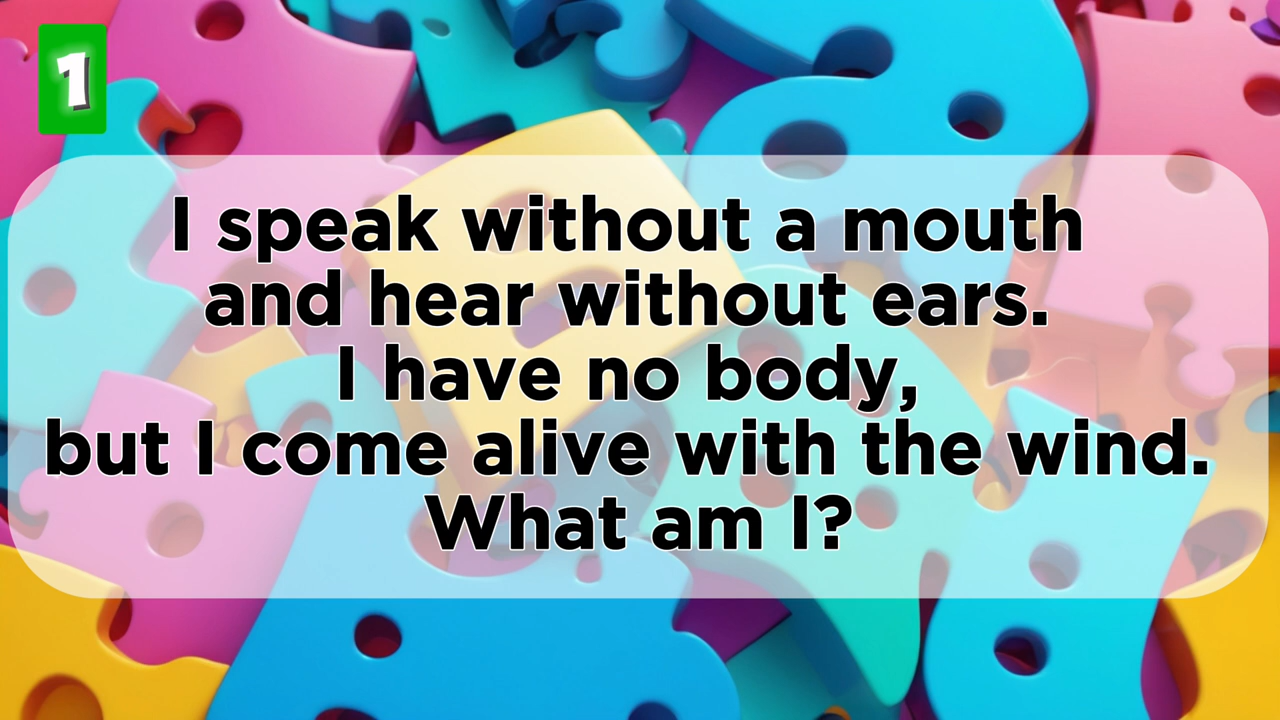 1
I speak without a mouth
and hear without ears.
I have no body,
but I come alive with the wind.
What am I?